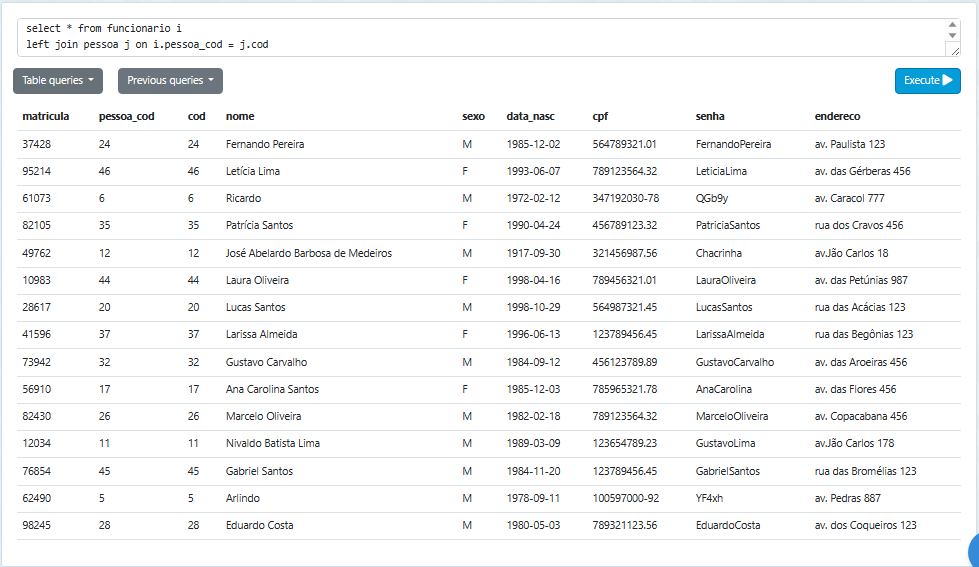 select * from funcionario i
left join pessoa j on i.pessoa_cod = j.cod
Table queries Previous queries Execute
matricula pessoa_cod cod nome sexo data_nasc cpf senha endereco
37428 24 24 Fernando Pereira M 1985-12-02 564789321.01 FernandoPereira av. Paulista 123
95214 46 46 Letícia Lima F 1993-06-07 789123564.32 LeticiaLima av. das Gérberas 456
61073 6 6 Ricardo M 1972-02-12 347192030-78 QGb9y av. Caracol 777
82105 35 35 Patrícia Santos F 1990-04-24 456789123.32 PatriciaSantos rua dos Cravos 456
49762 12 12 José Abelardo Barbosa de Medeiros M 1917-09-30 321456987.56 Chacrinha av.Jão Carlos 18
10983 44 44 Laura Oliveira F 1998-04-16 789456321.01 LauraOliveira av. das Petúnias 987
28617 20 20 Lucas Santos M 1998-10-29 564987321.45 LucasSantos rua das Acácias 123
41596 37 37 Larissa Almeida F 1996-06-13 123789456.45 LarissaAlmeida rua das Begônias 123
73942 32 32 Gustavo Carvalho M 1984-09-12 456123789.89 GustavoCarvalho av. das Aroeiras 456
56910 17 17 Ana Carolina Santos F 1985-12-03 785965321.78 AnaCarolina av. das Flores 456
82430 26 26 Marcelo Oliveira M 1982-02-18 789123564.32 MarceloOliveira av. Copacabana 456
12034 11 11 Nivaldo Batista Lima M 1989-03-09 123654789.23 GustavoLima av.Jão Carlos 178
76854 45 45 Gabriel Santos M 1984-11-20 123789456.45 GabrielSantos rua das Bromélias 123
62490 5 5 Arlindo M 1978-09-11 100597000-92 YF4xh av. Pedras 887
98245 28 28 Eduardo Costa M 1980-05-03 789321123.56 EduardoCosta av. dos Coqueiros 123